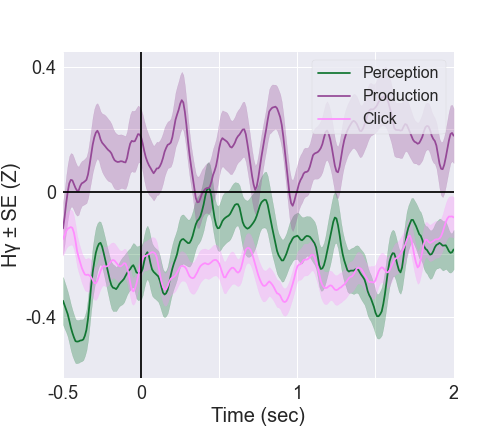 Perception
Production
Click
0.4
0
-0.4
Hγ ± SE (Z)
-0.5
0
1
2
Time (sec)